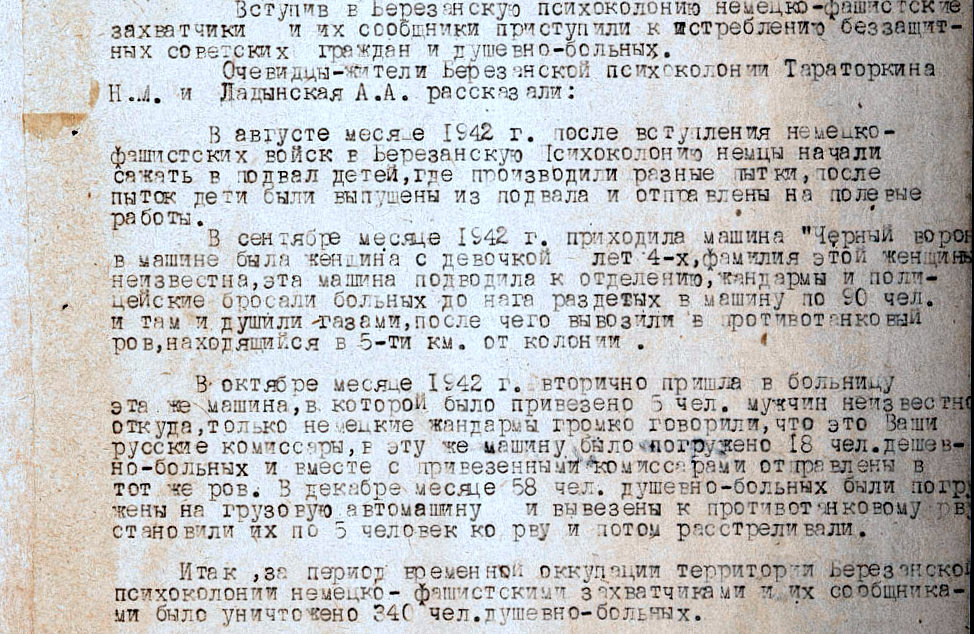 Вступив в Березанскую психоколонию немецко-фашистские
захватчики и их сообщники приступили к истреблению беззащит-
ных советских граждан и душевно-больных.
Очевидцы-жители Березанской психоколонии Тараторкина
Н.М. и Ладынская А.А. рассказали:
В августе месяце 1942 г. после вступления немецко-
фашистских войск в Березанскую Психоколонию немцы начали
сажать в подвал детей,где производили разные пытки,после
пыток дети были выпущены из подвала и отправлены на полевые
работы.
В сентябре месяце 1942 г. приходила машина "Черный ворон
в машине была женщина с девочкой лет 4-х,фамилия этой женщины
неизвестна,эта машина подводила к отделению,жандармы и поли-
цейские бросали больных до нага раздетых в машину по 90 чел.
и там и душили газами,после чего вывозили в противотанковый
ров,находящийся в 5-ти км. от колонии .
В октябре месяце 1942 г. вторично пришла в больницу
эта же машина,в которой было привезено 5 чел. мужчин неизвестно
откуда,только немецкие жандармы громко говорили,что это Ваши
русские комиссары,в эту же машину было погружено 18 чел.дешев-
но-больных и вместе с привезенными комиссарами отправлены в
тот же ров. В декабре месяце 58 чел. душевно-больных были погру
жены на грузовую автомашину и вывезены к противотанковому рву
становили их по 5 человек ко рву и потом расстреливали.
Итак ,за период временной оккупации территории Березанской
психоколонии немецко- фашистскими захватчиками и их сообщника-
ми было уничтожено 340 чел.душевно-больных.